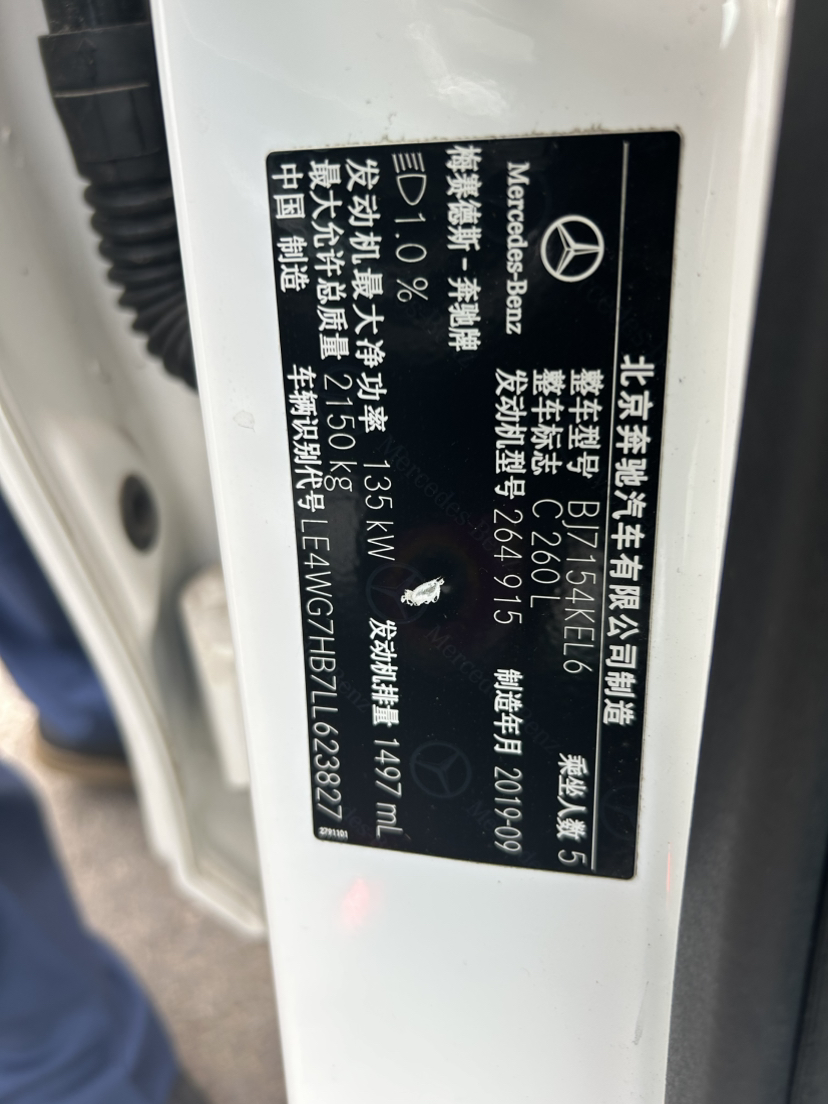 北京奔驰汽车有限公司制造
整车型号 BJ7154KEL6 乘坐人数 5
整车标志 C 260 L
Mercedes-Benz 发动机型号 264 915 制造年月 2019-09
梅赛德斯-奔驰牌
1.0 %
发动机最大净功率 135 kW 发动机排量 1497 mL
最大允许总质量 2150 kg
中国 制造 车辆识别代号 LE4WG7HB7LL623827
2791101